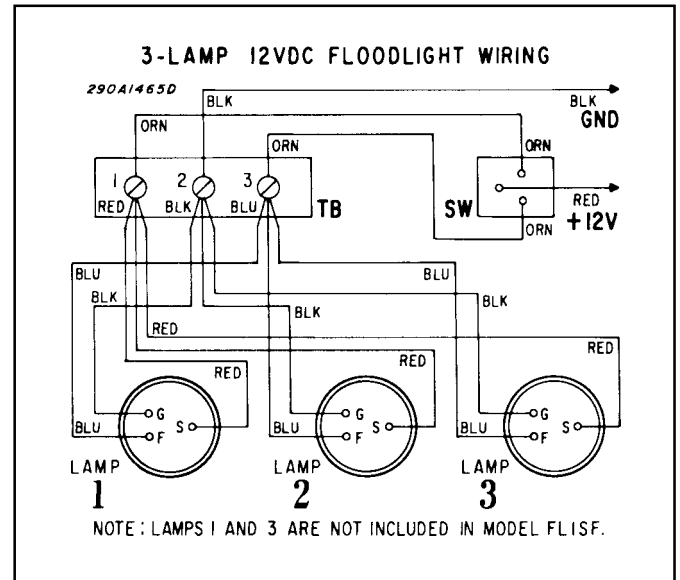 3-LAMP 12VDC FLOODLIGHT WIRING
290A1465D
BLK
BLK
GND
ORN
ORN
ORN
1 2 3
RED BLK BLU TB
SW
RED
+12V
ORN
BLU
BLU
BLK
BLK
BLK
RED
RED
RED
RED
G
G
G
BLU F S
BLU F S
BLU F S
LAMP
1
LAMP
2
LAMP
3
NOTE: LAMPS 1 AND 3 ARE NOT INCLUDED IN MODEL FL1SF.